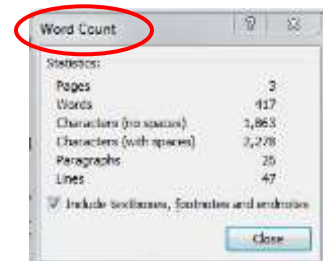 Word Count
Statistics:
Pages 3
Words 417
Characters (no spaces) 1,863
Characters (with spaces) 2,278
Paragraphs 26
Lines 47
Include textboxes, footnotes and endnotes
Close